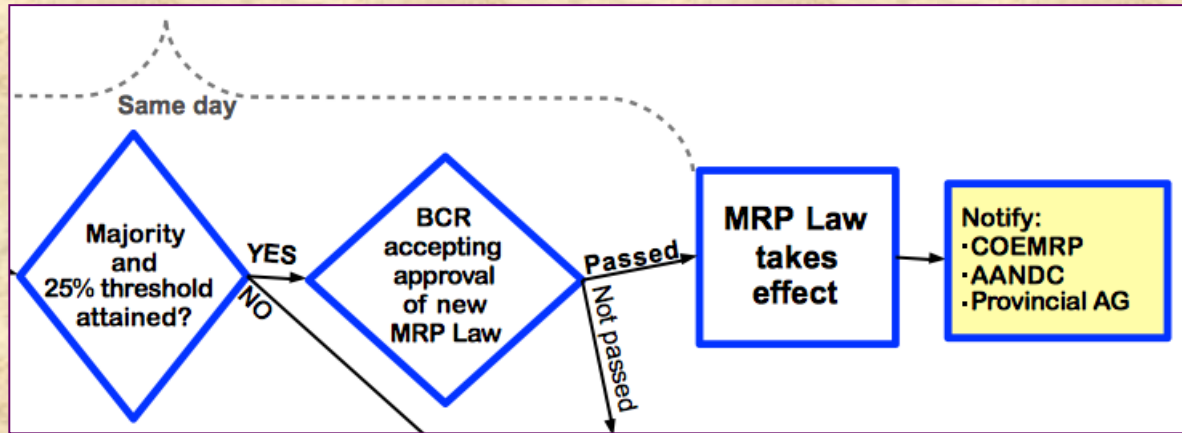 Same day
Majority
and
25% threshold
attained?
YES
NO
BCR
accepting
approval
of new
MRP Law
Passed
Not passed
MRP Law
takes
effect
Notify:
·COEMRP
·AANDC
·Provincial AG